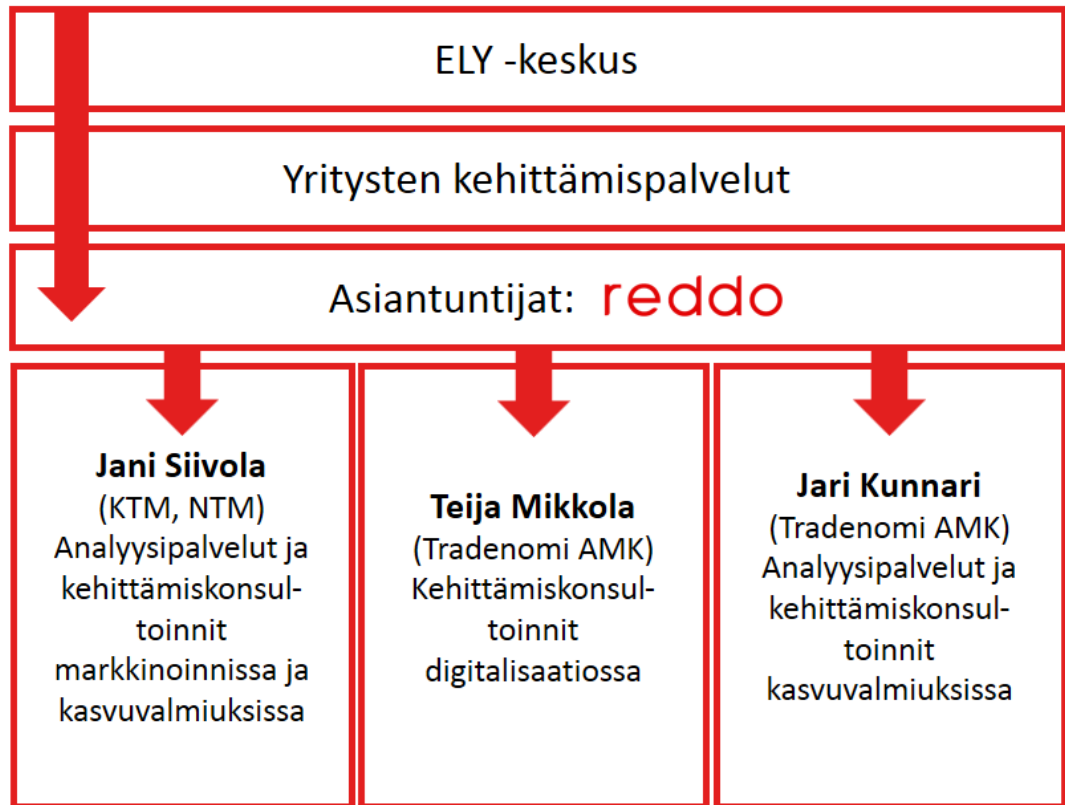 ELY -keskus
Yritysten kehittämispalvelut
Asiantuntijat: reddo
Jani Siivola
(KTM, NTM)
Analyysipalvelut ja
kehittämiskonsul-
toinnit
markkinoinnissa ja
kasvuvalmiuksissa
Teija Mikkola
(Tradenomi AMK)
Kehittämiskonsul-
toinnit
digitalisaatiossa
Jari Kunnari
(Tradenomi AMK)
Analyysipalvelut ja
kehittämiskonsul-
toinnit
kasvuvalmiuksissa